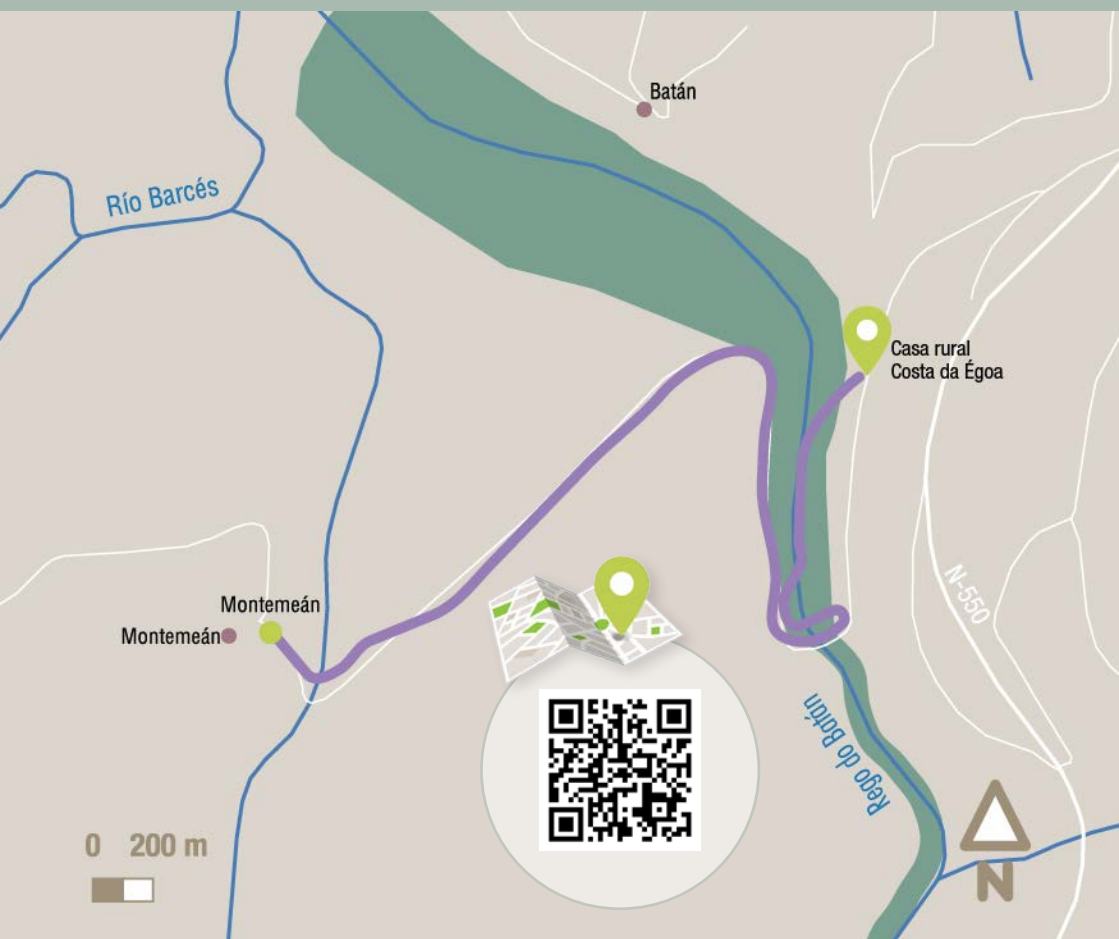 Batán
Río Barcés
Casa rural
Costa da Égoa
N-550
Montemeán
Montemeán
Rego do Batán
0 200 m
N